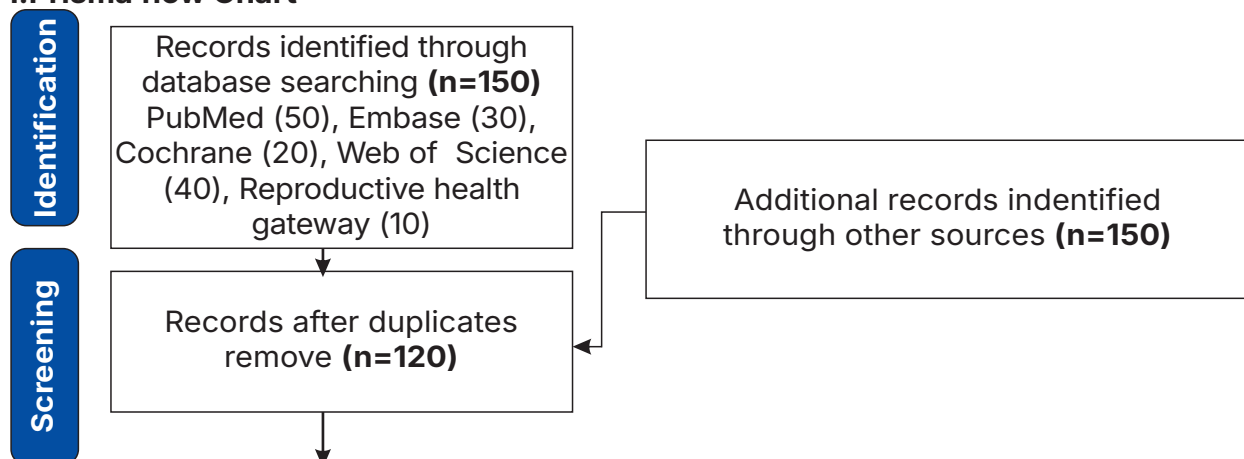 Identification
Records identified through
database searching (n=150)
PubMed (50), Embase (30),
Cochrane (20), Web of Science
(40), Reproductive health
gateway (10)
Additional records indentified
through other sources (n=150)
Screening
Records after duplicates
remove (n=120)